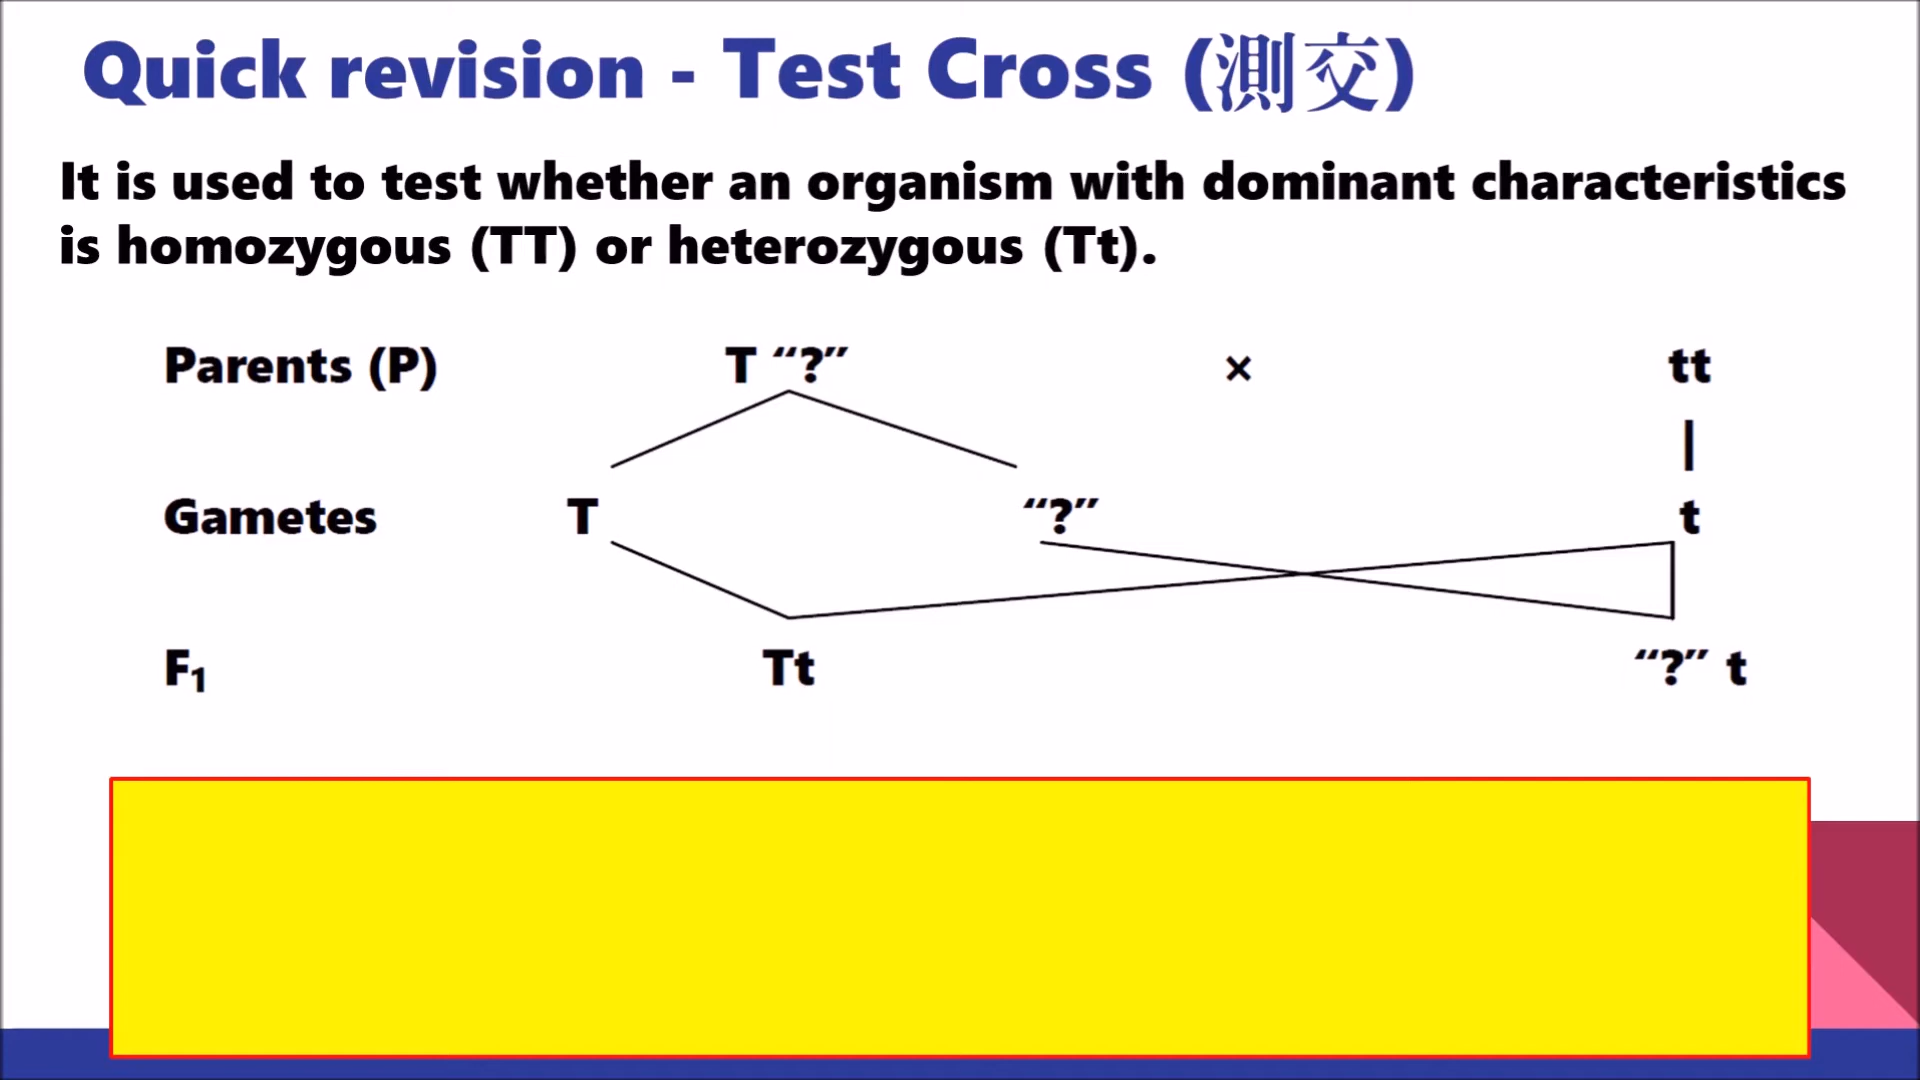 Quick revision - Test Cross (測交)
It is used to test whether an organism with dominant characteristics
is homozygous (TT) or heterozygous (Tt).
Parents (P) T “?” × tt
Gametes T “?” t
F₁ Tt “?” t